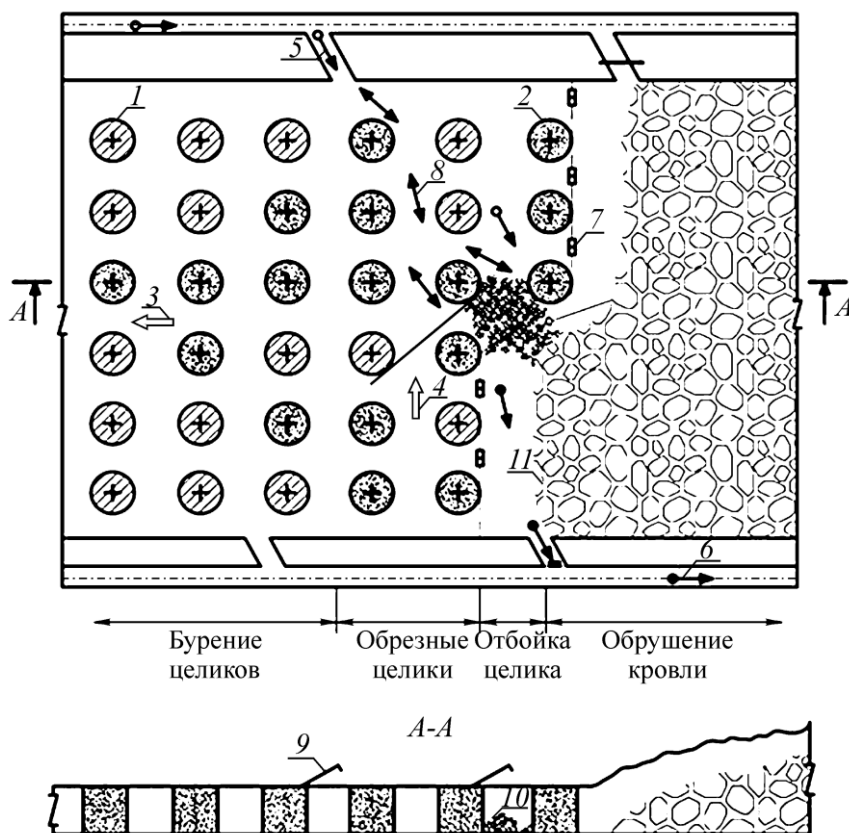 5
1
2
8
7
A
A
3
4
11
6
Бурение
целиков
Обрезные
целики
Отбойка
целика
Обрушение
кровли
А-А
9
10